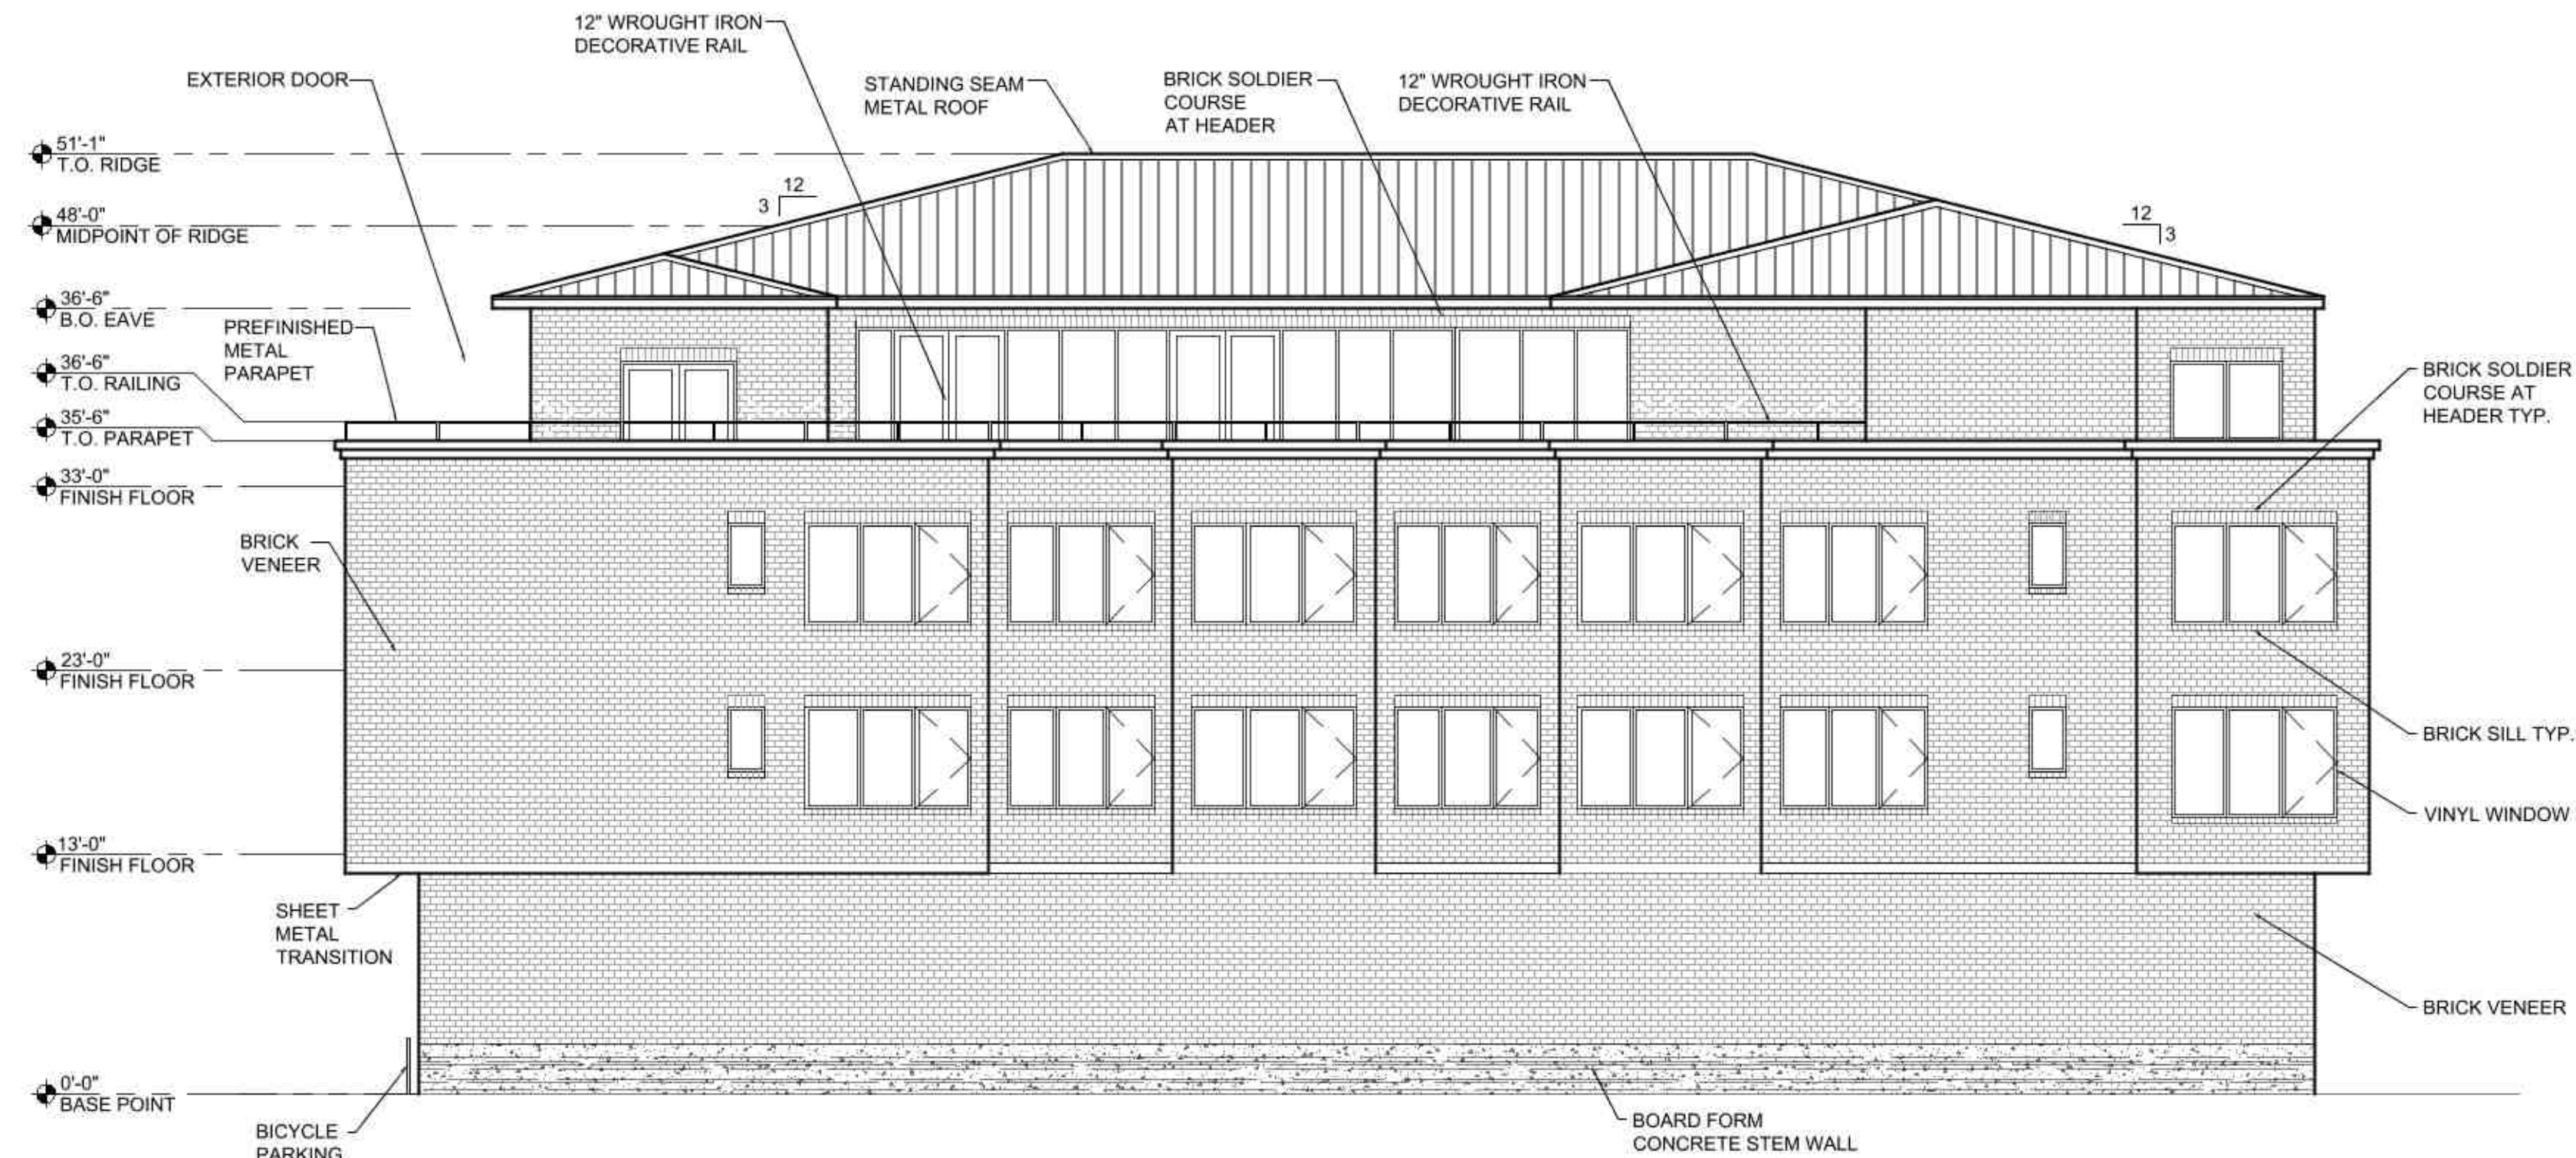 12" WROUGHT IRON
DECORATIVE RAIL
EXTERIOR DOOR
STANDING SEAM
METAL ROOF
BRICK SOLDIER
COURSE
AT HEADER
12" WROUGHT IRON
DECORATIVE RAIL
51'-1"
T.O. RIDGE
12
3
48'-0"
MIDPOINT OF RIDGE
12
3
36'-6"
B.O. EAVE
PREFINISHED
METAL
PARAPET
36'-6"
T.O. RAILING
35'-6"
T.O. PARAPET
BRICK SOLDIER
COURSE AT
HEADER TYP.
33'-0"
FINISH FLOOR
BRICK
VENEER
23'-0"
FINISH FLOOR
BRICK SILL TYP.
VINYL WINDOW
13'-0"
FINISH FLOOR
SHEET
METAL
TRANSITION
BRICK VENEER
0'-0"
BASE POINT
BICYCLE
PARKING
BOARD FORM
CONCRETE STEM WALL